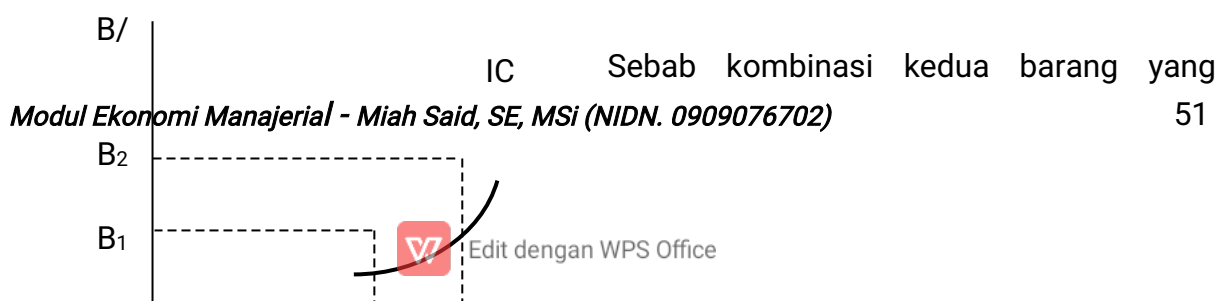 B/
IC
Sebab kombinasi kedua barang yang
Modul Ekonomi Manajerial - Miah Said, SE, MSi (NIDN. 0909076702)
51
B2
B1
Edit dengan WPS Office